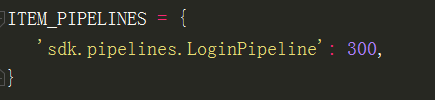 ITEM_PIPELINES = {
'sdk.pipelines.LoginPipeline': 300,
}